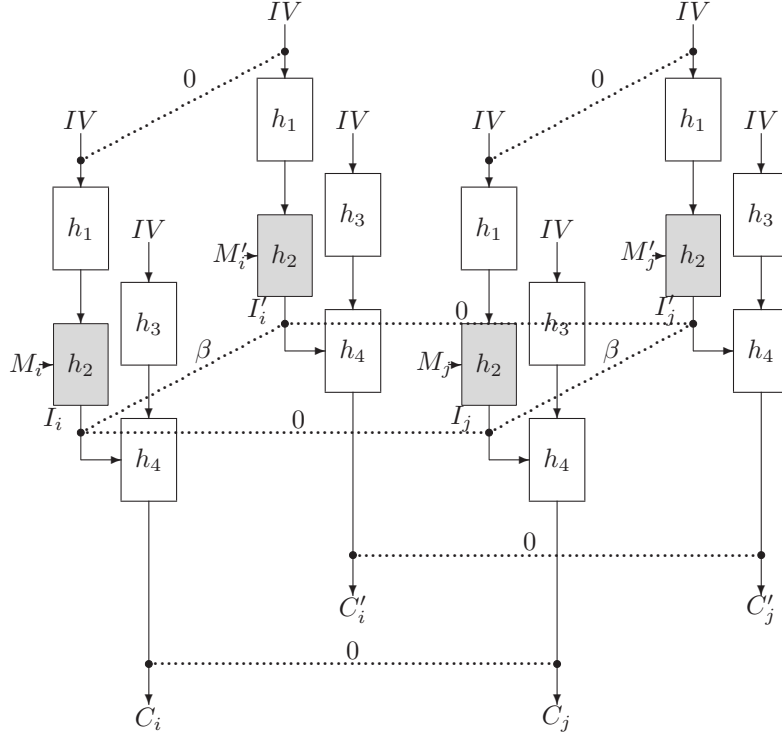 IV IV
0 0
h₁ h₁
IV IV IV IV
h₃ h₃
h₁ h₁
M′ᵢ h₂ M′ⱼ h₂
IV IV
I′ᵢ I′ⱼ
0
h₃ h₃
h₄ h₄
β β
Mᵢ h₂ Mⱼ h₂
Iᵢ 0 Iⱼ
h₄ h₄
0
C′ᵢ C′ⱼ
0
Cᵢ Cⱼ